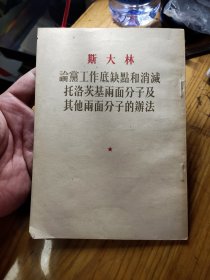 斯大林
論黨工作底缺點和消滅
托洛茨基兩面分子及
其他兩面分子的辦法